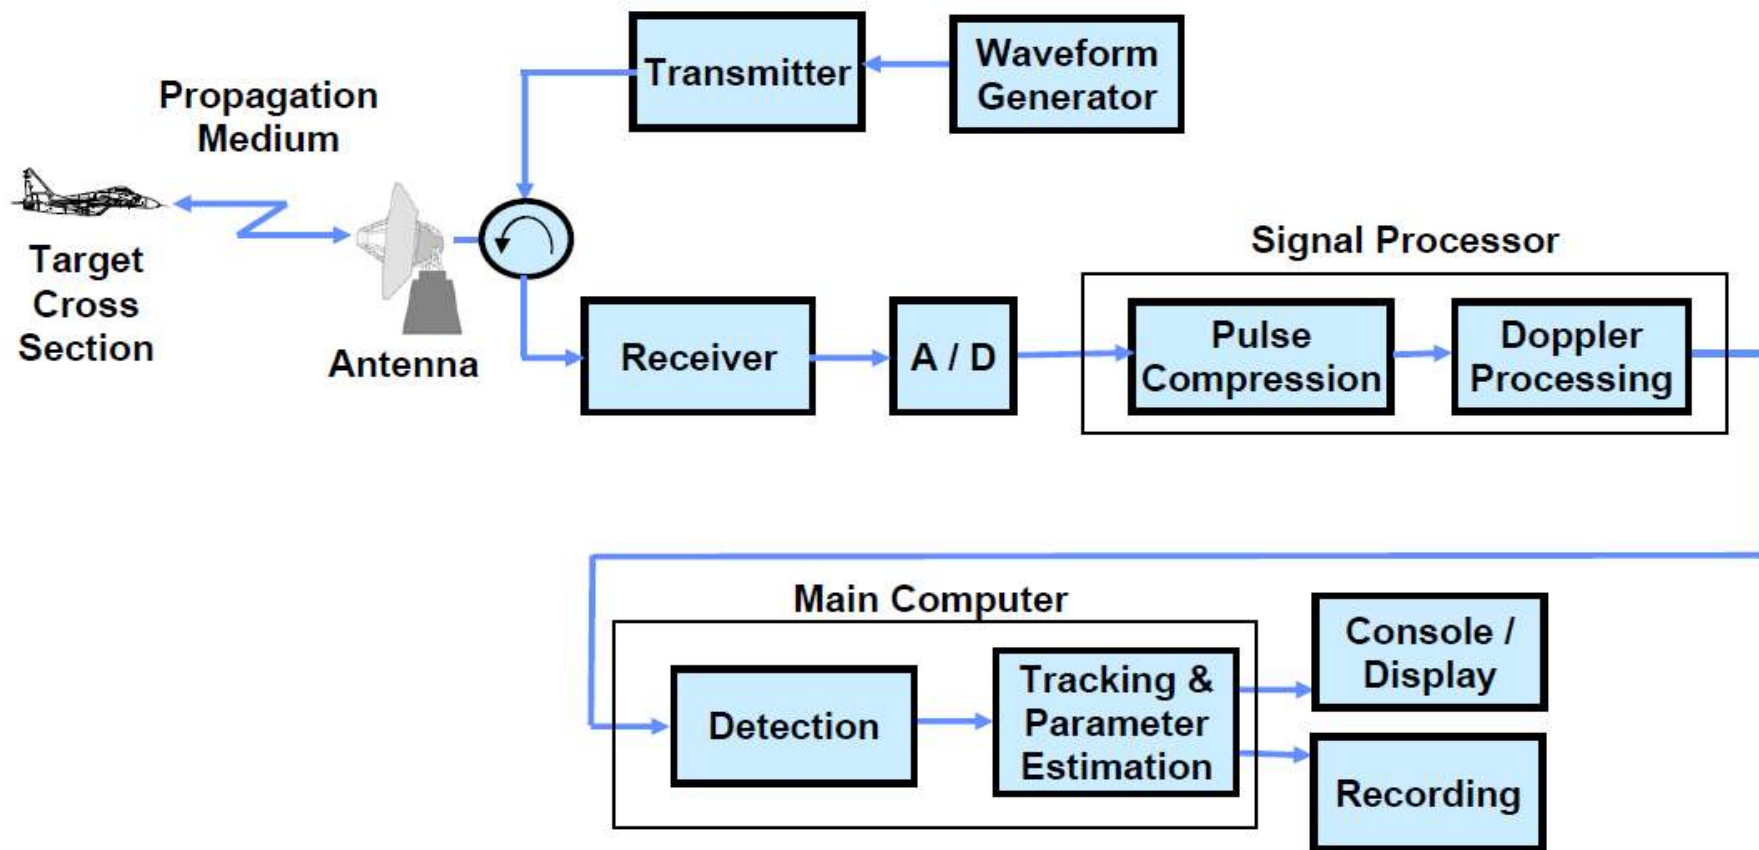 Transmitter
Waveform
Generator
Propagation
Medium
Target
Cross
Section
Antenna
Signal Processor
Receiver
A / D
Pulse
Compression
Doppler
Processing
Main Computer
Detection
Tracking &
Parameter
Estimation
Console /
Display
Recording